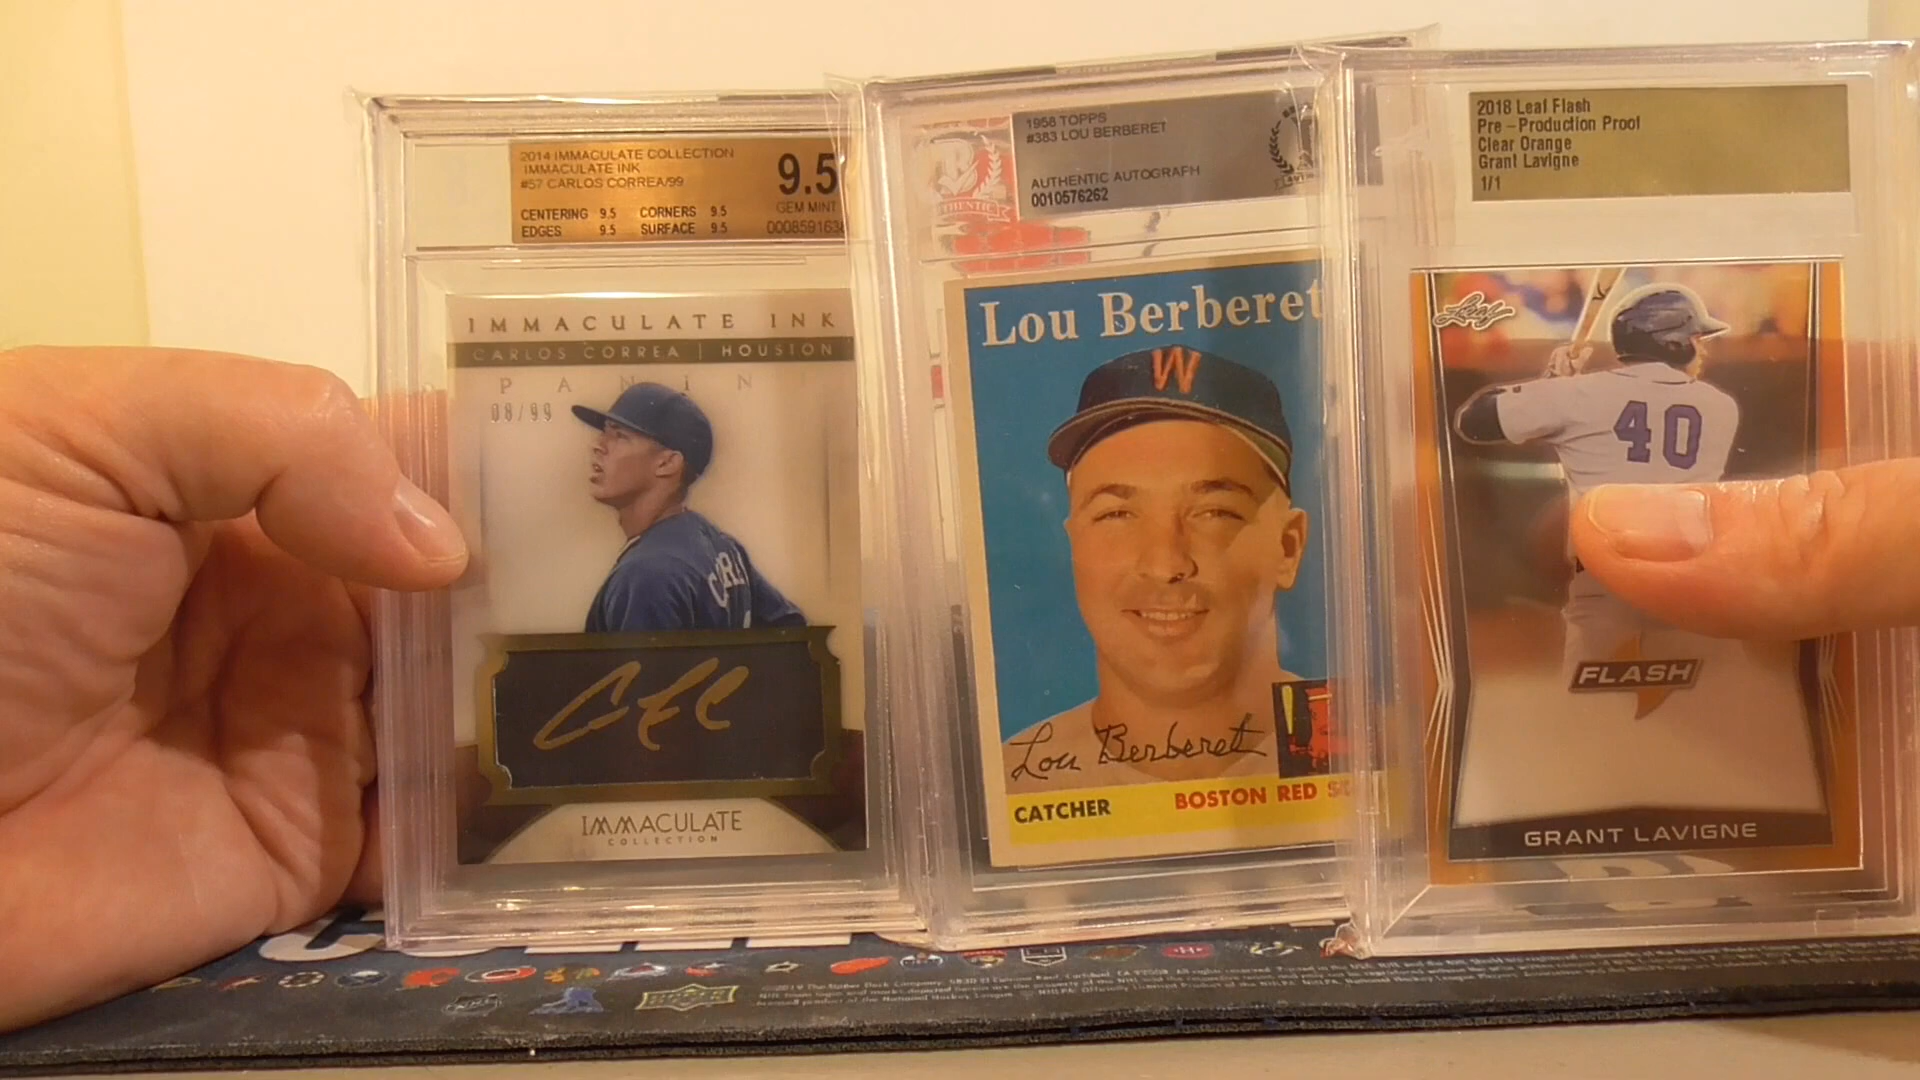 2014 IMMACULATE COLLECTION
IMMACULATE INK
#57 CARLOS CORREA/99
9.5
GEM MINT
CENTERING 9.5 CORNERS 9.5
EDGES 9.5 SURFACE 9.5
IMMACULATE INK
CARLOS CORREA | HOUSTON
PANINI
08/99
IMMACULATE
COLLECTION
1958 TOPPS
#383 LOU BERBERET
AUTHENTIC AUTOGRAPH
0010576262
Lou Berberet
W
Lou Berberet
CATCHER
BOSTON RED
2018 Leaf Flash
Pre-Production Proof
Clear Orange
Grant Lavigne
1/1
Leaf
40
FLASH
GRANT LAVIGNE